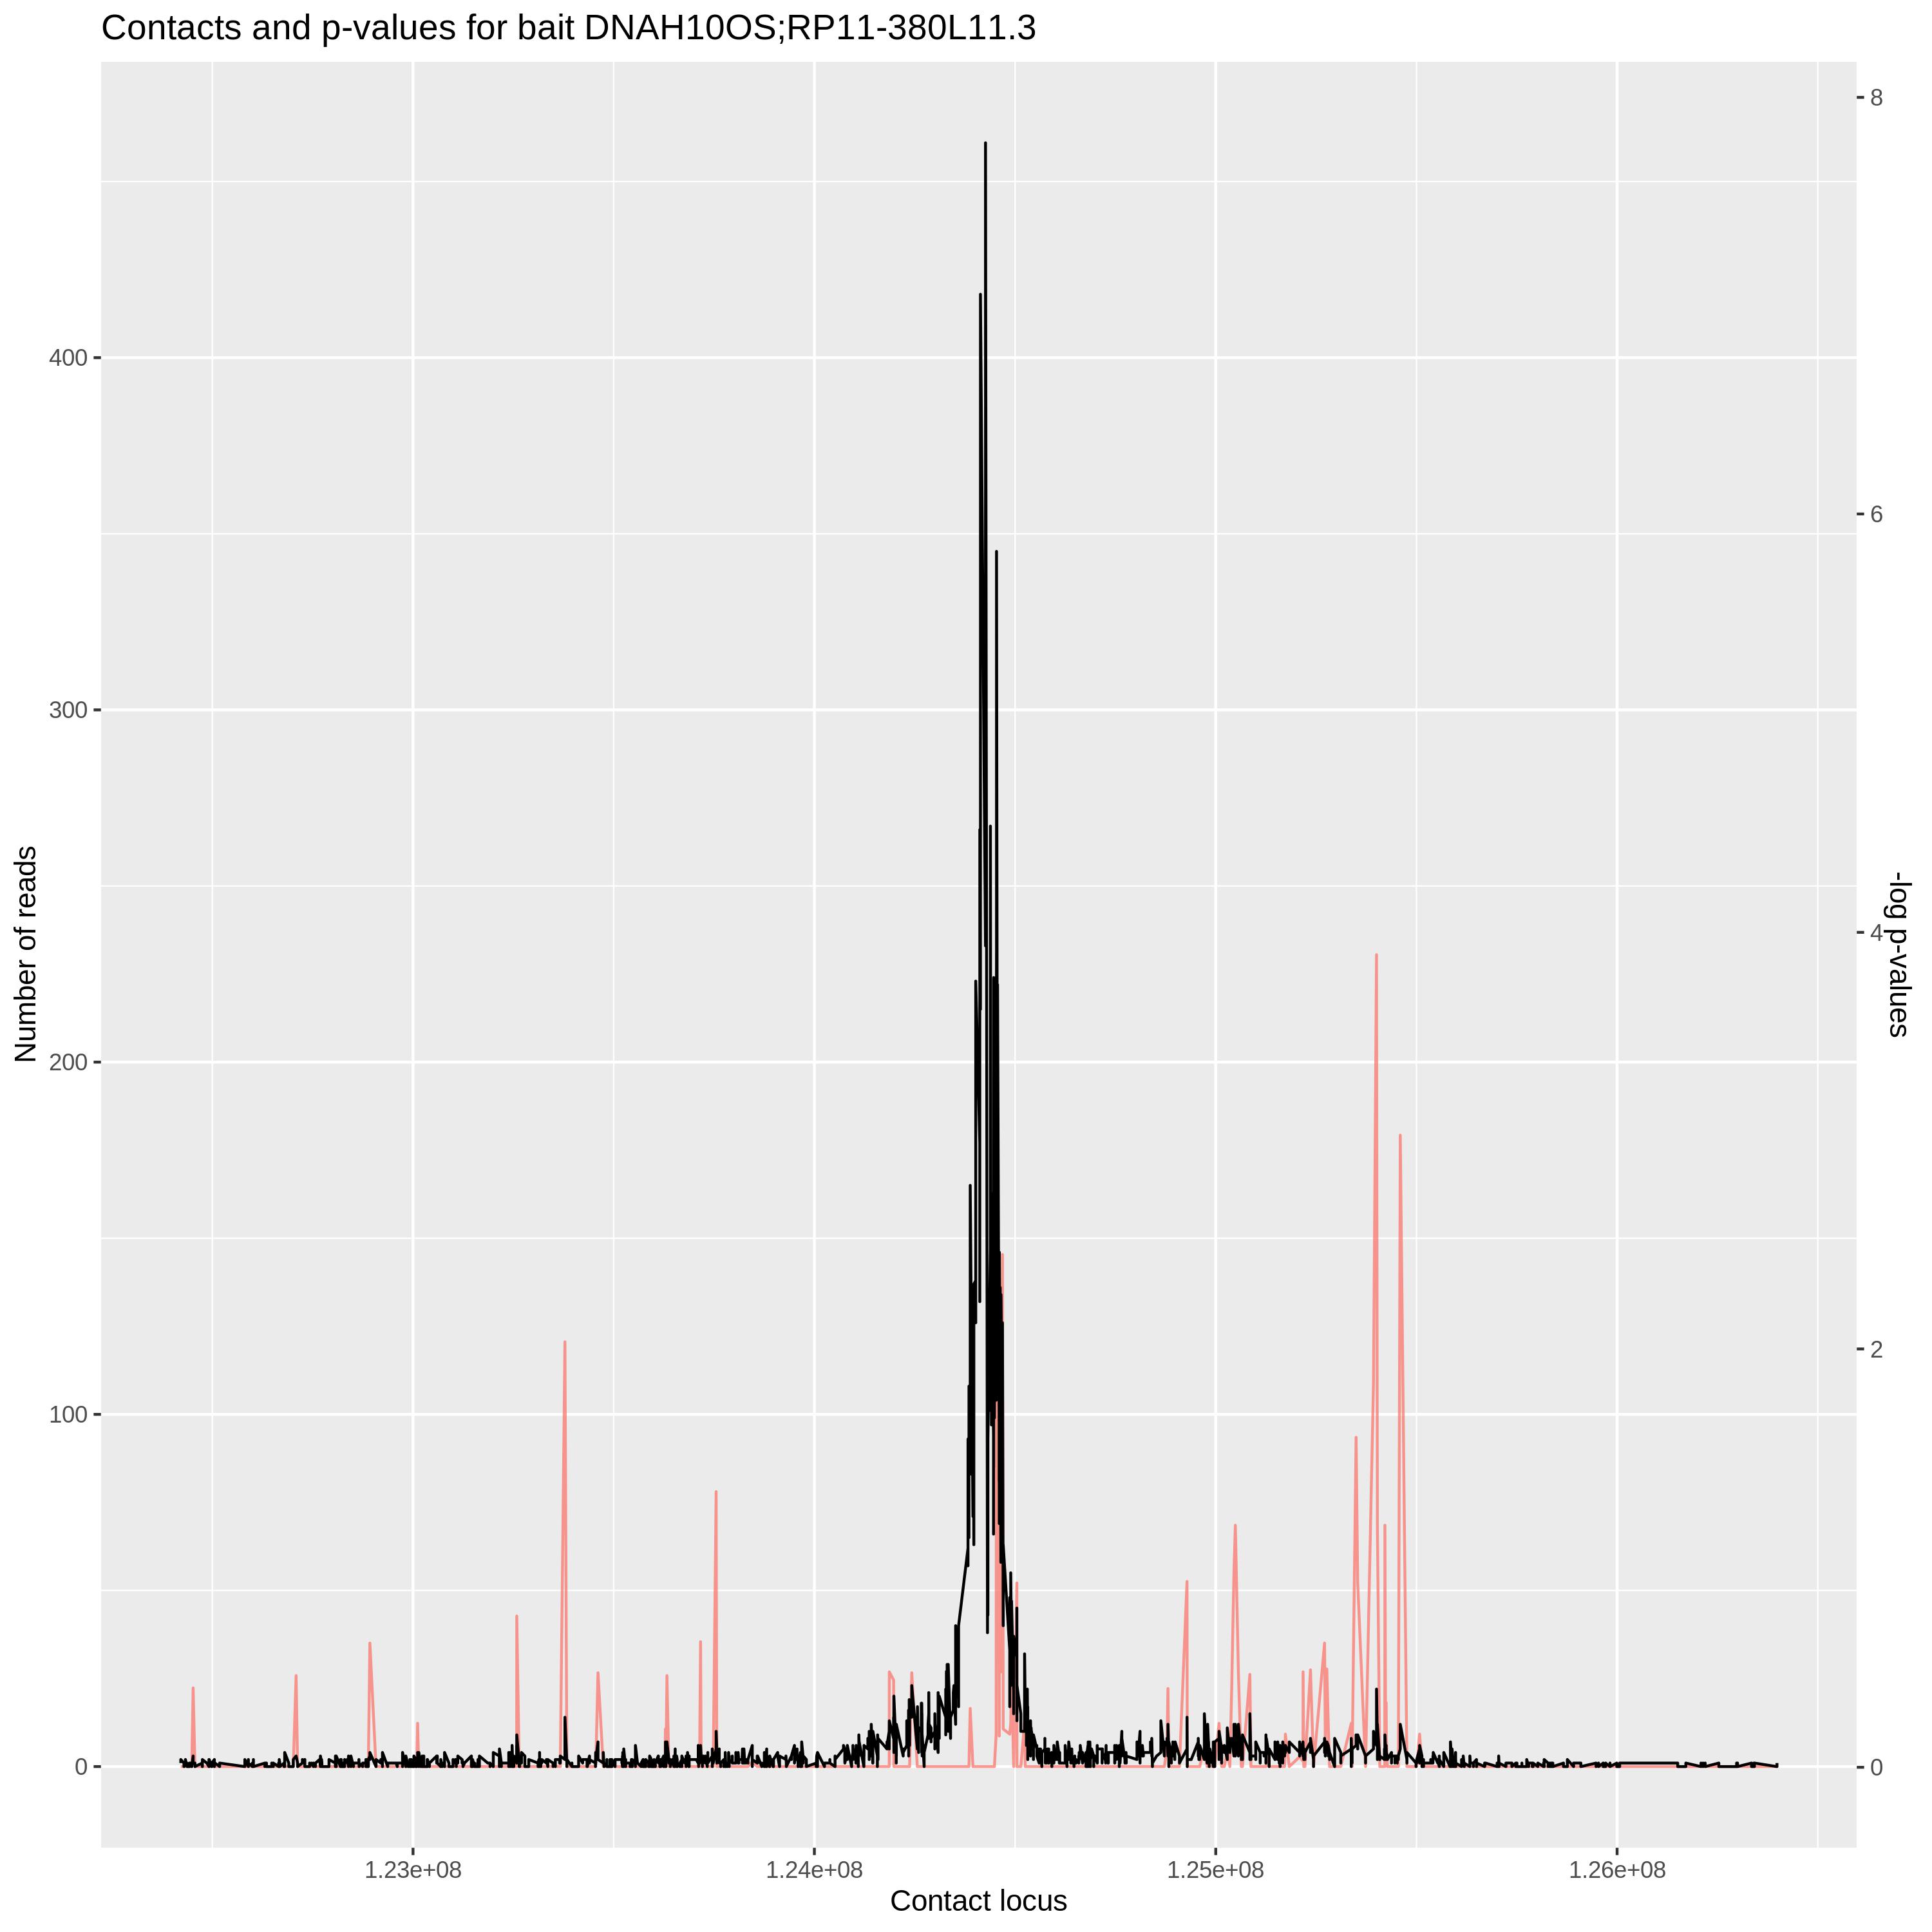 Contacts and p-values for bait DNAH10OS;RP11-380L11.3
Number of reads
400
300
200
100
0
8
6
4
2
0
-log p-values
1.23e+08
1.24e+08
1.25e+08
1.26e+08
Contact locus